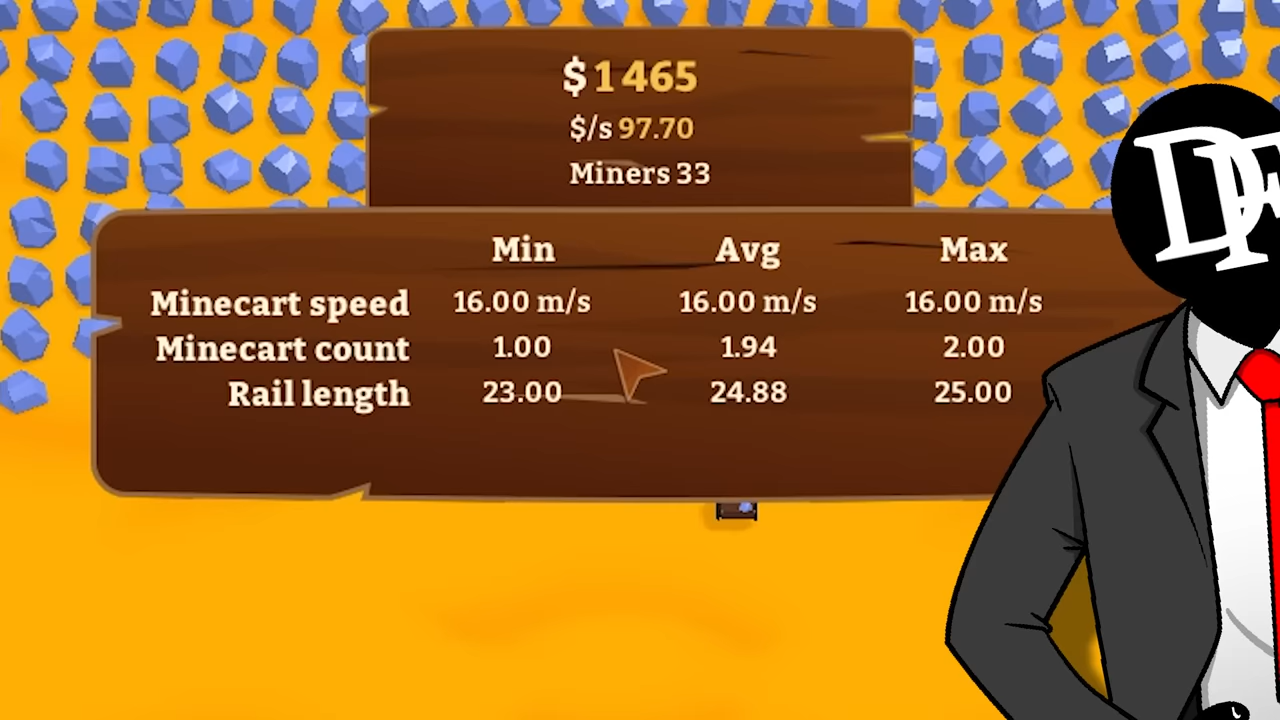 $1465
$/s 97.70
Miners 33
Min Avg Max
Minecart speed 16.00 m/s 16.00 m/s 16.00 m/s
Minecart count 1.00 1.94 2.00
Rail length 23.00 24.88 25.00